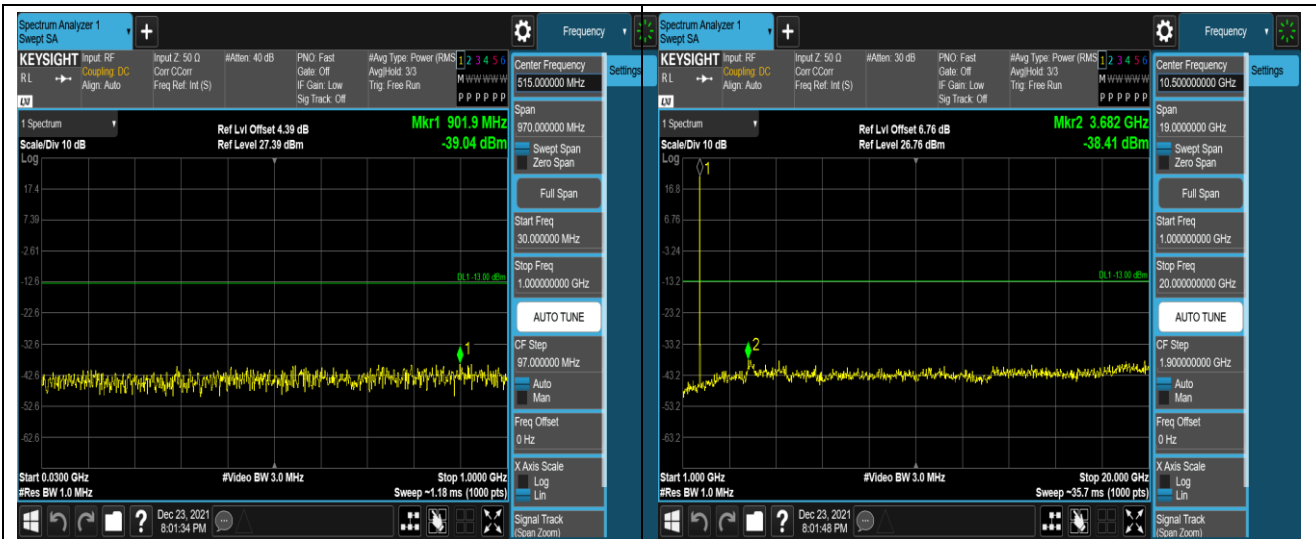 Spectrum Analyzer 1
Swept SA
Frequency
KEYSIGHT
Input: RF
Coupling: DC
Align: Auto
Input Z: 50 Ω
Corr CCorr
Freq Ref: Int (S)
#Atten: 40 dB
PNO: Fast
Gate: Off
IF Gain: Low
Sig Track: Off
#Avg Type: Power (RMS
Avg|Hold: 3/3
Trig: Free Run
1 2 3 4 5 6
M W W W W W
P P P P P P
RL
LXI
1 Spectrum
Scale/Div 10 dB
Ref Lvl Offset 4.39 dB
Ref Level 27.39 dBm
Mkr1 901.9 MHz
-39.04 dBm
Log
17.4
7.39
-2.61
-12.6
-22.6
-32.6
-42.6
-52.6
-62.6
DL1 -13.00 dBm
1
Start 0.0300 GHz
#Res BW 1.0 MHz
#Video BW 3.0 MHz
Stop 1.0000 GHz
Sweep ~1.18 ms (1000 pts)
Center Frequency
515.000000 MHz
Settings
Span
970.000000 MHz
Swept Span
Zero Span
Full Span
Start Freq
30.000000 MHz
Stop Freq
1.000000000 GHz
AUTO TUNE
CF Step
97.000000 MHz
Auto
Man
Freq Offset
0 Hz
X Axis Scale
Log
Lin
Signal Track
(Span Zoom)
?
Dec 23, 2021
8:01:34 PM
Spectrum Analyzer 1
Swept SA
Frequency
KEYSIGHT
Input: RF
Coupling: DC
Align: Auto
Input Z: 50 Ω
Corr CCorr
Freq Ref: Int (S)
#Atten: 30 dB
PNO: Fast
Gate: Off
IF Gain: Low
Sig Track: Off
#Avg Type: Power (RMS
Avg|Hold: 3/3
Trig: Free Run
1 2 3 4 5 6
M W W W W W
P P P P P P
RL
LXI
1 Spectrum
Scale/Div 10 dB
Ref Lvl Offset 6.76 dB
Ref Level 26.76 dBm
Mkr2 3.682 GHz
-38.41 dBm
Log
1
16.8
6.76
-3.24
-13.2
-23.2
-33.2
-43.2
-53.2
-63.2
DL1 -13.00 dBm
2
Start 1.000 GHz
#Res BW 1.0 MHz
#Video BW 3.0 MHz
Stop 20.000 GHz
Sweep ~35.7 ms (1000 pts)
Center Frequency
10.50000000 GHz
Settings
Span
19.0000000 GHz
Swept Span
Zero Span
Full Span
Start Freq
1.000000000 GHz
Stop Freq
20.000000000 GHz
AUTO TUNE
CF Step
1.900000000 GHz
Auto
Man
Freq Offset
0 Hz
X Axis Scale
Log
Lin
Signal Track
(Span Zoom)
?
Dec 23, 2021
8:01:48 PM